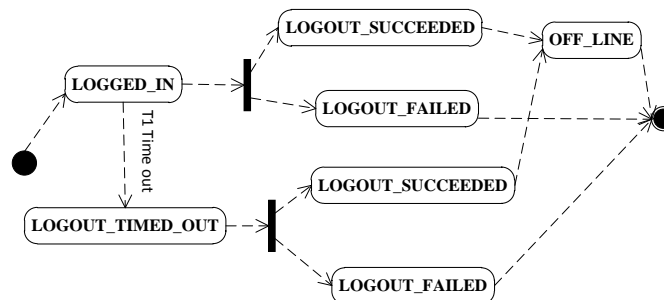 LOGOUT_SUCCEEDED
OFF_LINE
LOGGED_IN
LOGOUT_FAILED
T1 Time out
LOGOUT_SUCCEEDED
LOGOUT_TIMED_OUT
LOGOUT_FAILED